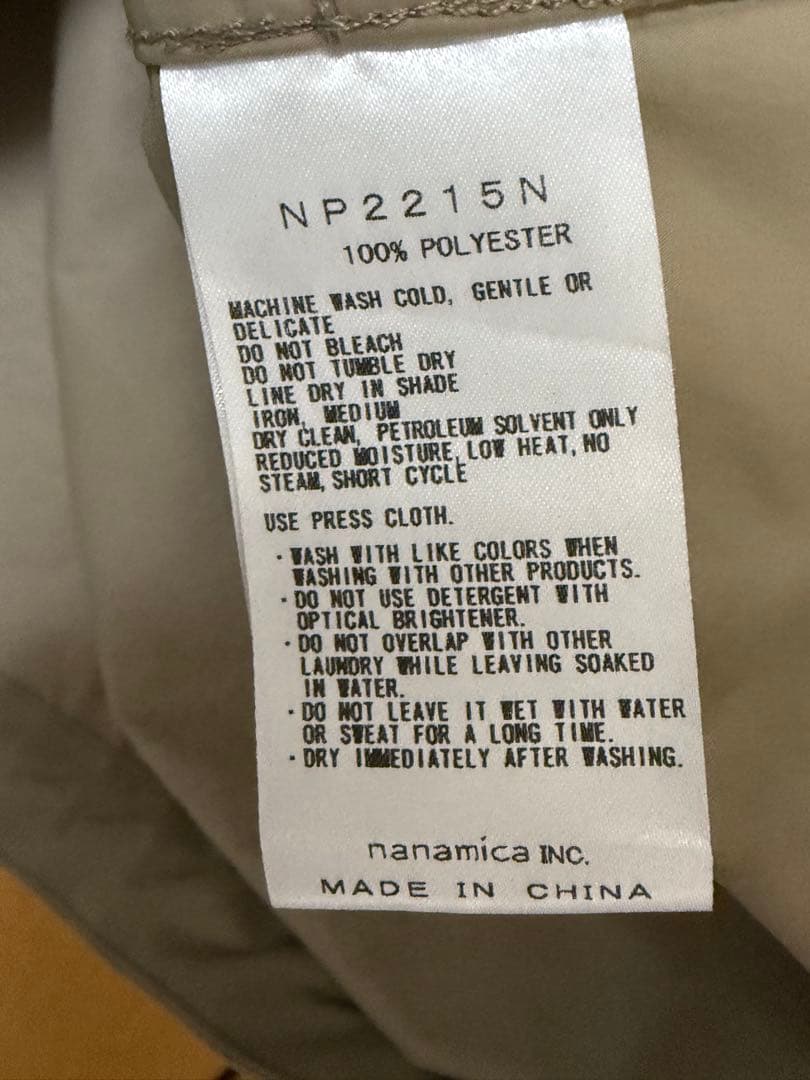 NP2215N
100% POLYESTER
MACHINE WASH COLD, GENTLE OR
DELICATE
DO NOT BLEACH
DO NOT TUMBLE DRY
LINE DRY IN SHADE
IRON, MEDIUM
DRY CLEAN, PETROLEUM SOLVENT ONLY
REDUCED MOISTURE, LOW HEAT, NO
STEAM, SHORT CYCLE
USE PRESS CLOTH.
・WASH WITH LIKE COLORS WHEN
WASHING WITH OTHER PRODUCTS.
・DO NOT USE DETERGENT WITH
OPTICAL BRIGHTENER.
・DO NOT OVERLAP WITH OTHER
LAUNDRY WHILE LEAVING SOAKED
IN WATER.
・DO NOT LEAVE IT WET WITH WATER
OR SWEAT FOR A LONG TIME.
・DRY IMMEDIATELY AFTER WASHING.
nanamica INC.
MADE IN CHINA